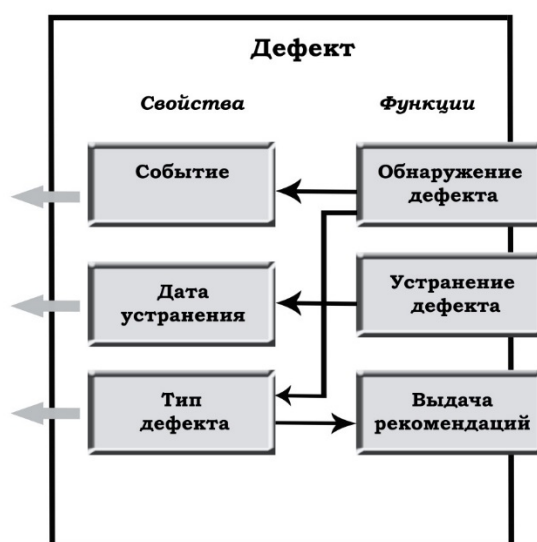 Дефект
Свойства
Функции
Событие
Обнаружение
дефекта
Дата
устранения
Устранение
дефекта
Тип
дефекта
Выдача
рекомендаций